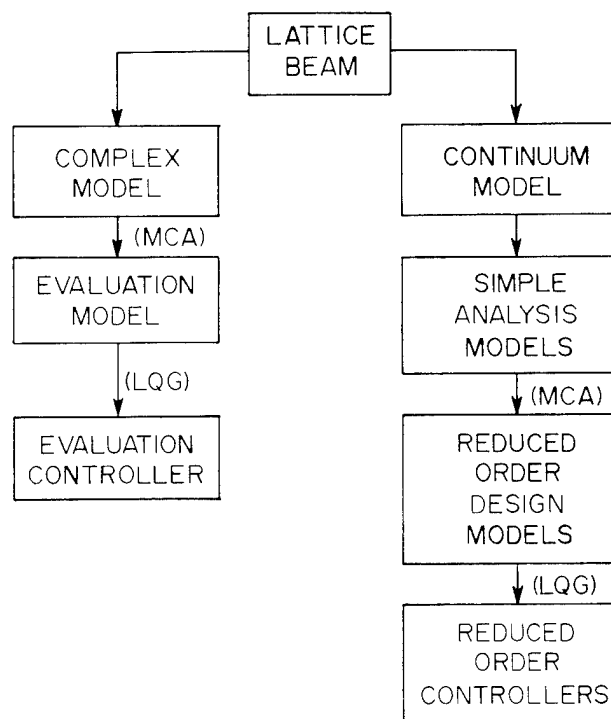 LATTICE
BEAM
COMPLEX
MODEL
(MCA)
EVALUATION
MODEL
(LQG)
EVALUATION
CONTROLLER
CONTINUUM
MODEL
SIMPLE
ANALYSIS
MODELS
(MCA)
REDUCED
ORDER
DESIGN
MODELS
(LQG)
REDUCED
ORDER
CONTROLLERS